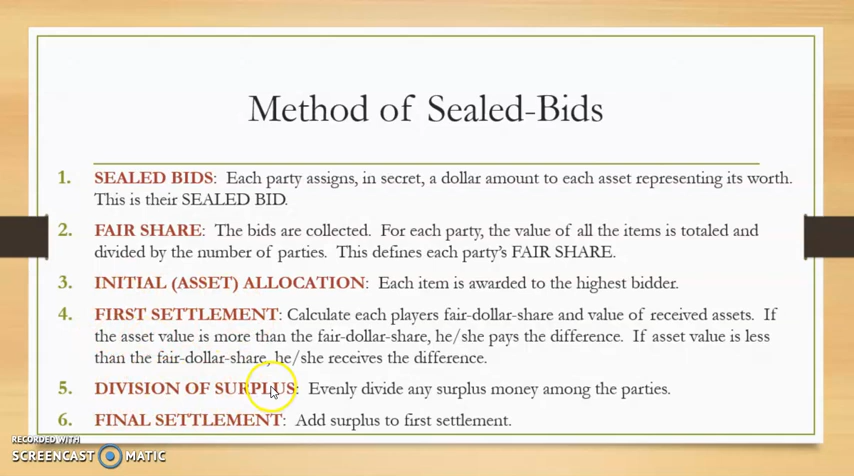 Method of Sealed-Bids
1. SEALED BIDS: Each party assigns, in secret, a dollar amount to each asset representing its worth.
This is their SEALED BID.
2. FAIR SHARE: The bids are collected. For each party, the value of all the items is totaled and
divided by the number of parties. This defines each party's FAIR SHARE.
3. INITIAL (ASSET) ALLOCATION: Each item is awarded to the highest bidder.
4. FIRST SETTLEMENT: Calculate each players fair-dollar-share and value of received assets. If
the asset value is more than the fair-dollar-share, he/she pays the difference. If asset value is less
than the fair-dollar-share, he/she receives the difference.
5. DIVISION OF SURPLUS: Evenly divide any surplus money among the parties.
6. FINAL SETTLEMENT: Add surplus to first settlement.
RECORDED WITH
SCREENCAST MATIC